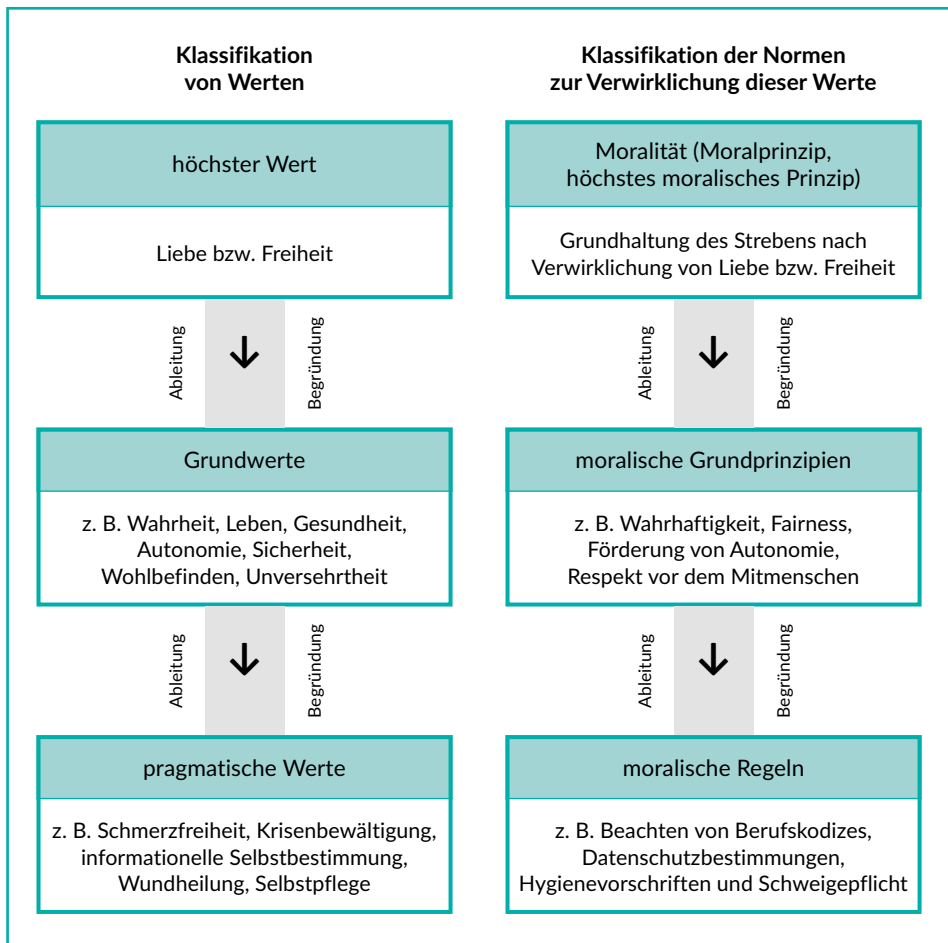 Klassifikation
von Werten
höchster Wert
Liebe bzw. Freiheit
Ableitung
Begründung
Grundwerte
z. B. Wahrheit, Leben, Gesundheit,
Autonomie, Sicherheit,
Wohlbefinden, Unversehrtheit
Ableitung
Begründung
pragmatische Werte
z. B. Schmerzfreiheit, Krisenbewältigung,
informationelle Selbstbestimmung,
Wundheilung, Selbstpflege
Klassifikation der Normen
zur Verwirklichung dieser Werte
Moralität (Moralprinzip,
höchstes moralisches Prinzip)
Grundhaltung des Strebens nach
Verwirklichung von Liebe bzw. Freiheit
Ableitung
Begründung
moralische Grundprinzipien
z. B. Wahrhaftigkeit, Fairness,
Förderung von Autonomie,
Respekt vor dem Mitmenschen
Ableitung
Begründung
moralische Regeln
z. B. Beachten von Berufskodizes,
Datenschutzbestimmungen,
Hygienevorschriften und Schweigepflicht